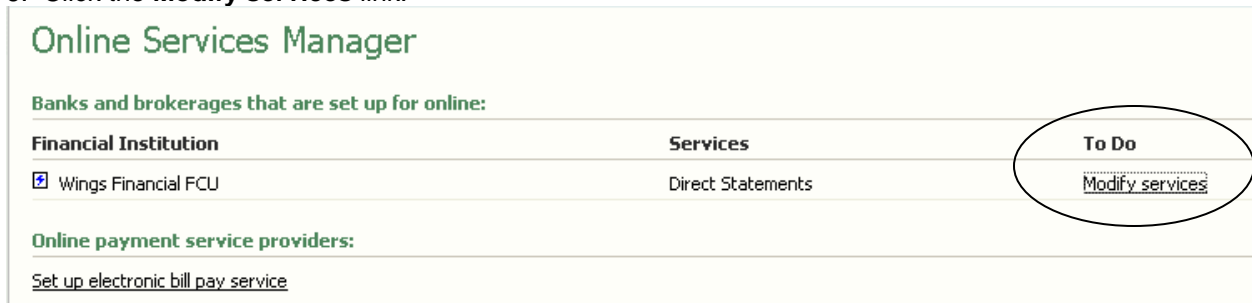 Online Services Manager
Banks and brokerages that are set up for online:
Financial Institution Services To Do
Wings Financial FCU Direct Statements Modify services
Online payment service providers:
Set up electronic bill pay service